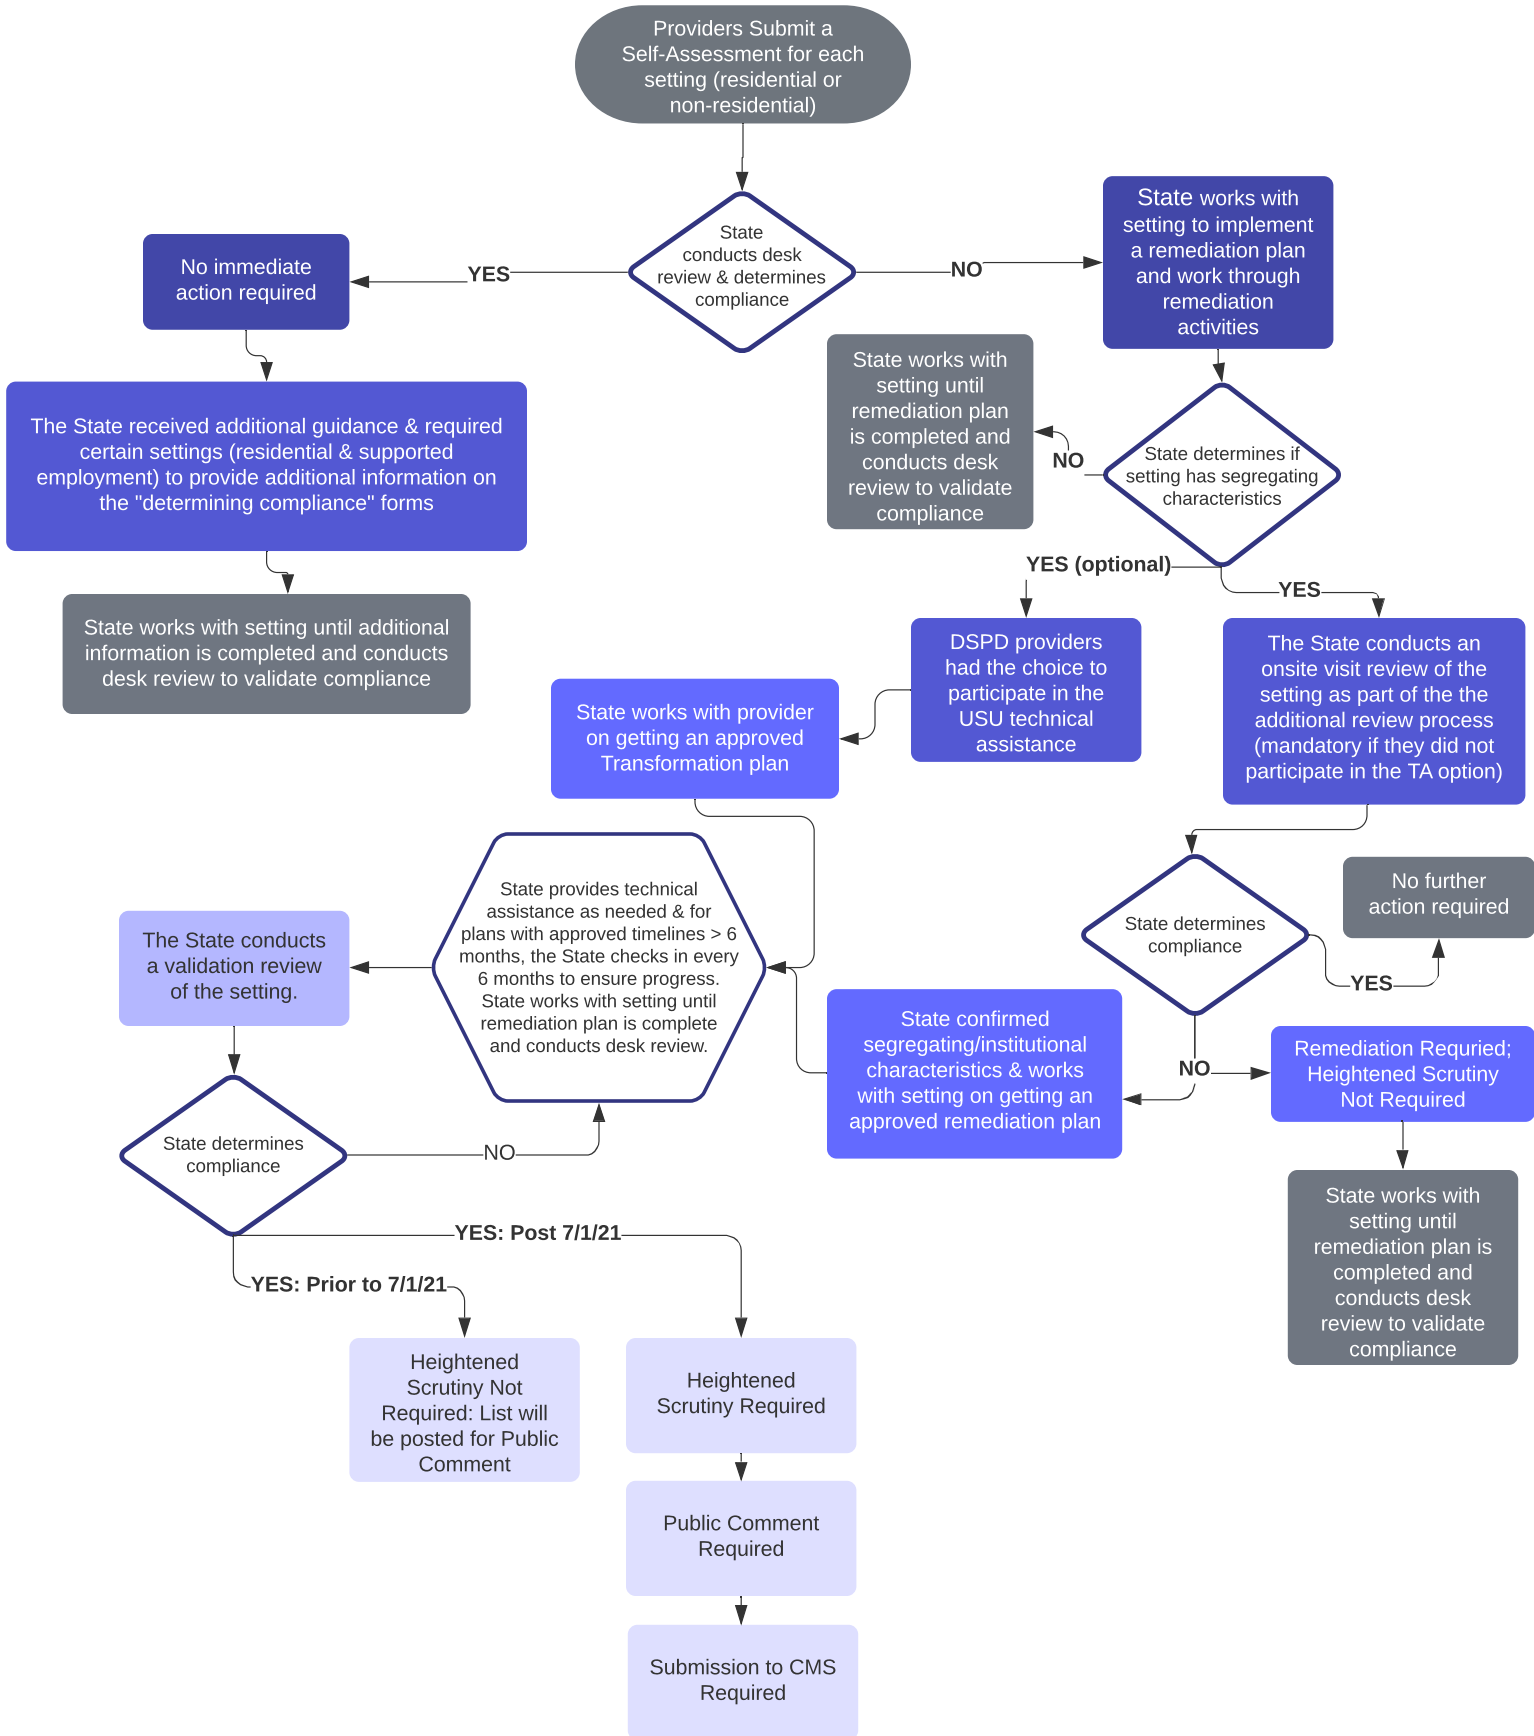 Providers Submit a
Self-Assessment for each
setting (residential or
non-residential)
State
conducts desk
review & determines
compliance
YES
NO
No immediate
action required
State works with
setting to implement
a remediation plan
and work through
remediation
activities
The State received additional guidance & required
certain settings (residential & supported
employment) to provide additional information on
the "determining compliance" forms
State works with setting until additional
information is completed and conducts
desk review to validate compliance
State determines if
setting has segregating
characteristics
NO
State works with
setting until
remediation plan
is completed and
conducts desk
review to validate
compliance
YES (optional)
YES
DSPD providers
had the choice to
participate in the
USU technical
assistance
The State conducts an
onsite visit review of the
setting as part of the the
additional review process
(mandatory if they did not
participate in the TA option)
State works with provider
on getting an approved
Transformation plan
State determines
compliance
YES
No further
action required
NO
Remediation Requried;
Heightened Scrutiny
Not Required
State works with
setting until
remediation plan is
completed and
conducts desk
review to validate
compliance
State confirmed
segregating/institutional
characteristics & works
with setting on getting an
approved remediation plan
State provides technical
assistance as needed & for
plans with approved timelines > 6
months, the State checks in every
6 months to ensure progress.
State works with setting until
remediation plan is complete
and conducts desk review.
The State conducts
a validation review
of the setting.
State determines
compliance
NO
YES: Post 7/1/21
YES: Prior to 7/1/21
Heightened
Scrutiny Not
Required: List will
be posted for Public
Comment
Heightened
Scrutiny Required
Public Comment
Required
Submission to CMS
Required